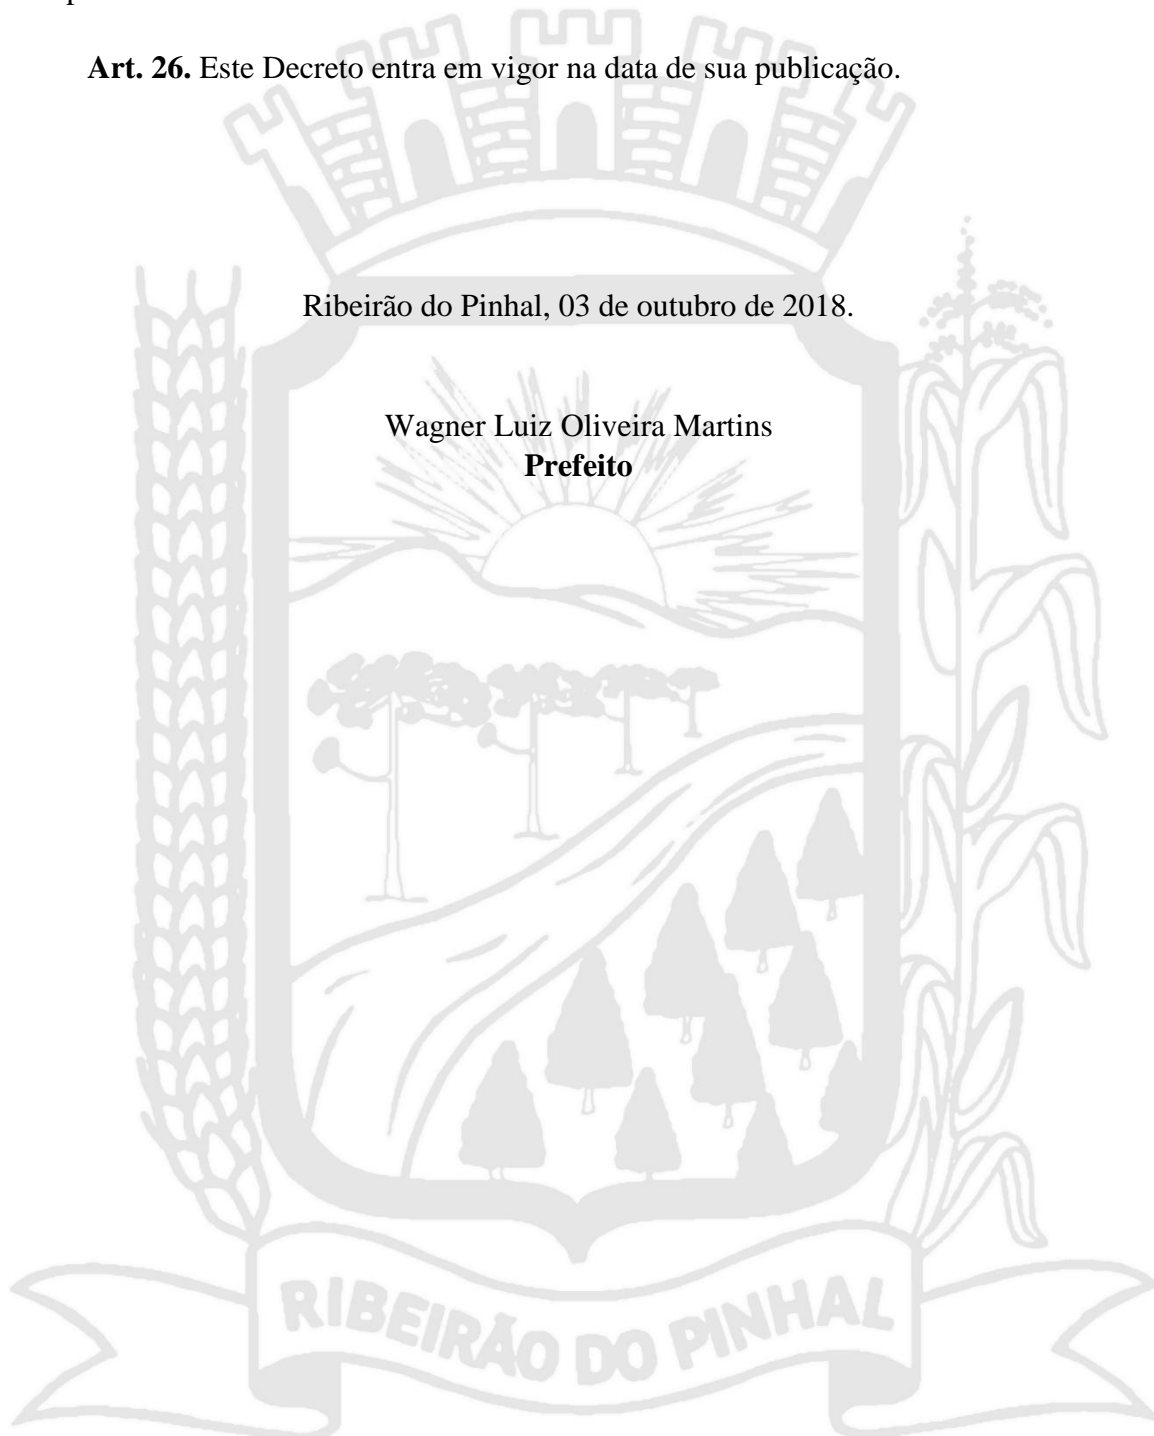 Art. 26. Este Decreto entra em vigor na data de sua publicação.
Ribeirão do Pinhal, 03 de outubro de 2018.
Wagner Luiz Oliveira Martins
Prefeito
RIBEIRÃO DO PINHAL